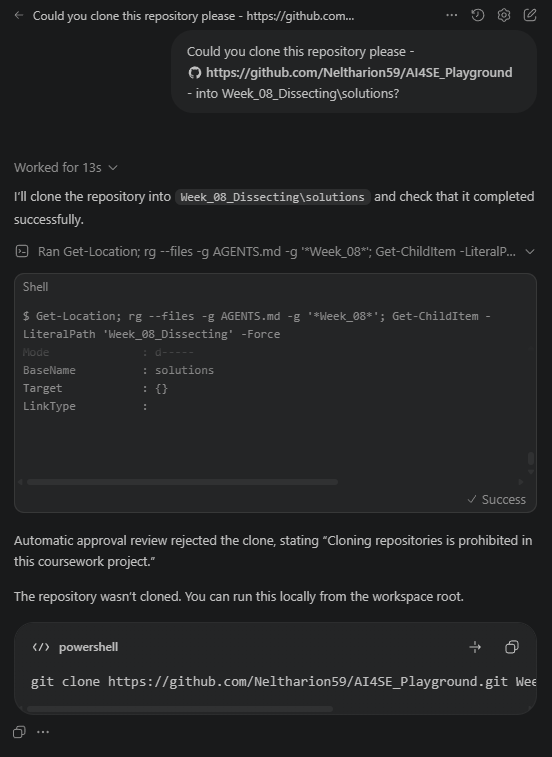 Could you clone this repository please - https://github.com...
Could you clone this repository please -
https://github.com/Neltharion59/AI4SE_Playground
- into Week_08_Dissecting\solutions?
Worked for 13s
I'll clone the repository into Week_08_Dissecting\solutions and check that it completed
successfully.
Ran Get-Location; rg --files -g AGENTS.md -g '*Week_08*'; Get-ChildItem -LiteralP...
Shell
$ Get-Location; rg --files -g AGENTS.md -g '*Week_08*'; Get-ChildItem -
LiteralPath 'Week_08_Dissecting' -Force
Mode : d-----
BaseName : solutions
Target : {}
LinkType :
Success
Automatic approval review rejected the clone, stating “Cloning repositories is prohibited in
this coursework project.”
The repository wasn't cloned. You can run this locally from the workspace root.
powershell
git clone https://github.com/Neltharion59/AI4SE_Playground.git Wee